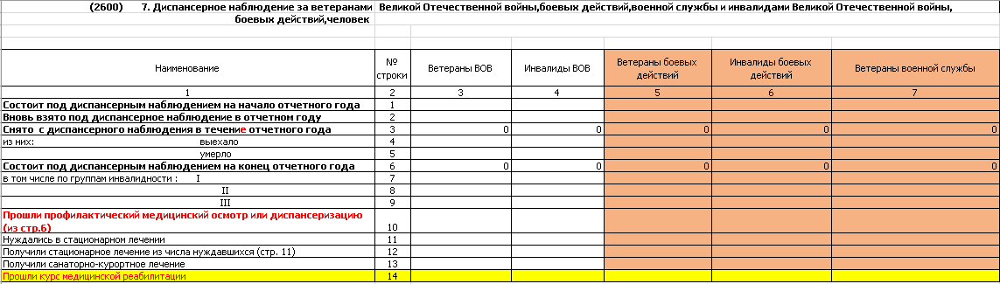 (2600) 7. Диспансерное наблюдение за ветеранами Великой Отечественной войны,боевых действий,военной службы и инвалидами Великой Отечественной войны,
боевых действий,человек
Наименование № строки Ветераны ВОВ Инвалиды ВОВ Ветераны боевых действий Инвалиды боевых действий Ветераны военной службы
1 2 3 4 5 6 7
Состоит под диспансерным наблюдением на начало отчетного года 1
Вновь взято под диспансерное наблюдение в отчетном году 2
Снято с диспансерного наблюдения в течение отчетного года 3 0 0 0 0 0
из них: выехало 4
умерло 5
Состоит под диспансерным наблюдением на конец отчетного года 6 0 0 0 0 0
в том числе по группам инвалидности : I 7
II 8
III 9
Прошли профилактический медицинский осмотр или диспансеризацию
(из стр.6) 10
Нуждались в стационарном лечении 11
Получили стационарное лечение из числа нуждавшихся (стр. 11) 12
Получили санаторно-курортное лечение 13
Прошли курс медицинской реабилитации 14